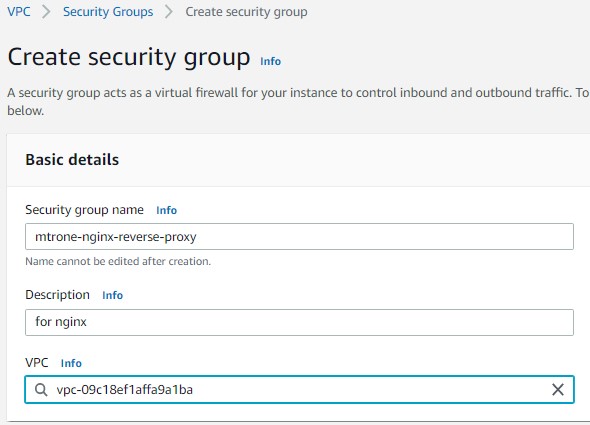 VPC > Security Groups > Create security group
Create security group Info
A security group acts as a virtual firewall for your instance to control inbound and outbound traffic. To
below.
Basic details
Security group name Info
mtrone-nginx-reverse-proxy
Name cannot be edited after creation.
Description Info
for nginx
VPC Info
vpc-09c18ef1affa9a1ba